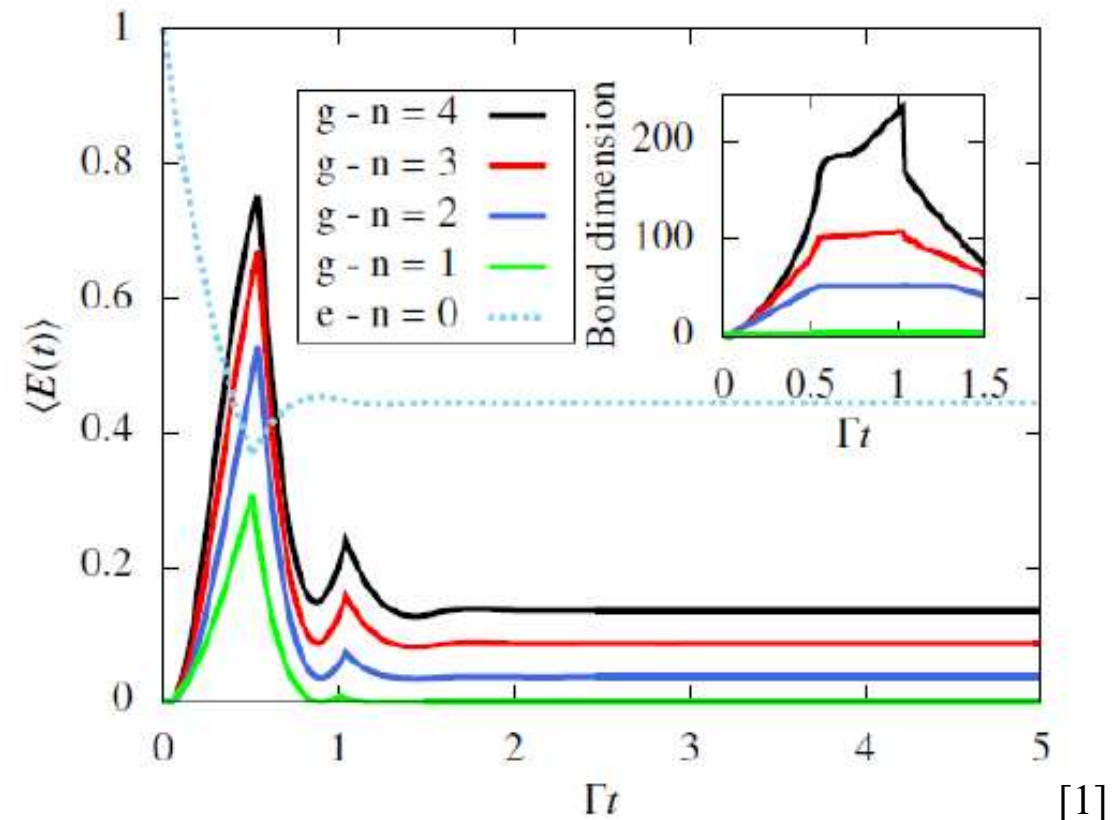 1
0.8
0.6
0.4
0.2
0
⟨E(t)⟩
g - n = 4
g - n = 3
g - n = 2
g - n = 1
e - n = 0
Bond dimension
200
100
0
0 0.5 1 1.5
Γt
0 1 2 3 4 5
Γt
[1]